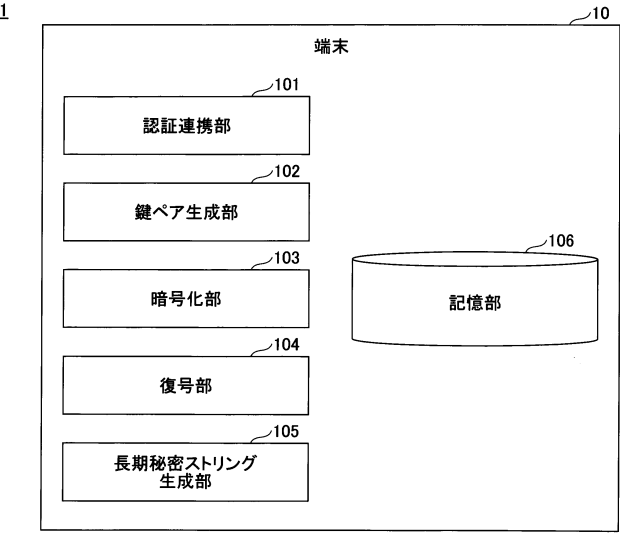 1
10
端末
101
認証連携部
102
鍵ペア生成部
103
暗号化部
104
復号部
105
長期秘密ストリング
生成部
106
記憶部